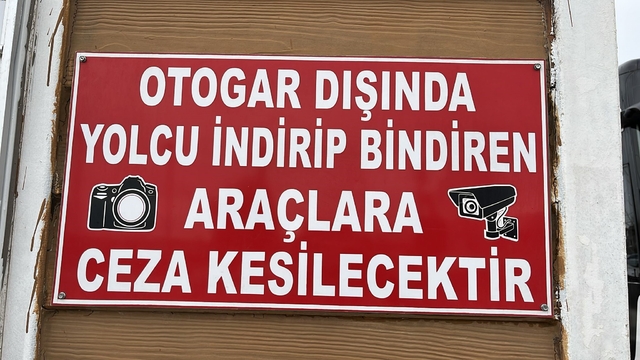 OTOGAR DIŞINDA
YOLCU İNDİRİP BİNDİREN
ARAÇLARA
CEZA KESİLECEKTİR